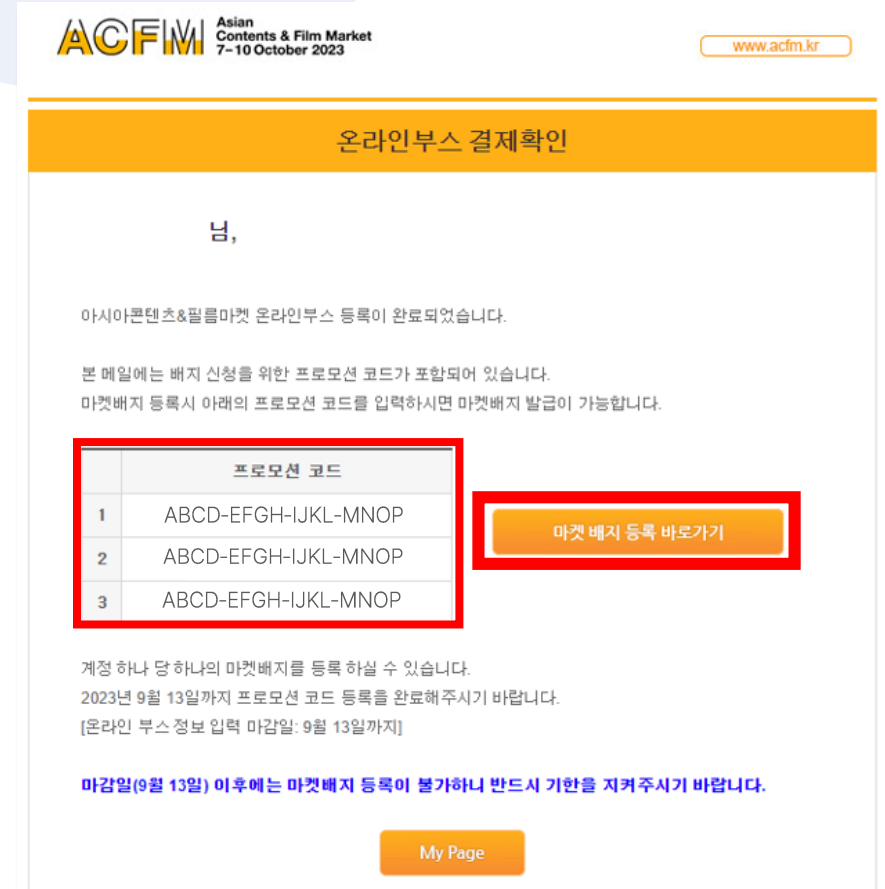 ACFM Asian
Contents & Film Market
7-10 October 2023
www.acfm.kr
온라인부스 결제확인
님,
아시아콘텐츠&필름마켓 온라인부스 등록이 완료되었습니다.
본 메일에는 배지 신청을 위한 프로모션 코드가 포함되어 있습니다.
마켓배지 등록시 아래의 프로모션 코드를 입력하시면 마켓배지 발급이 가능합니다.
프로모션 코드
1 ABCD-EFGH-IJKL-MNOP
2 ABCD-EFGH-IJKL-MNOP
3 ABCD-EFGH-IJKL-MNOP
마켓 배지 등록 바로가기
계정 하나 당 하나의 마켓배지를 등록 하실 수 있습니다.
2023년 9월 13일까지 프로모션 코드 등록을 완료해주시기 바랍니다.
[온라인 부스 정보 입력 마감일: 9월 13일까지]
마감일(9월 13일) 이후에는 마켓배지 등록이 불가하니 반드시 기한을 지켜주시기 바랍니다.
My Page